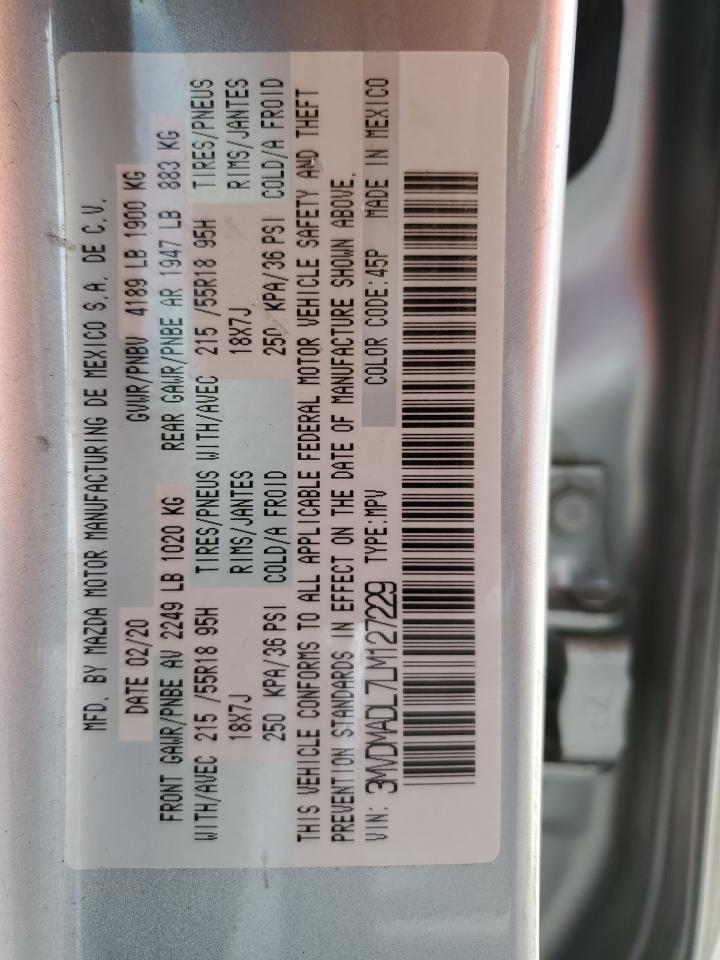 MFD. BY MAZDA MOTOR MANUFACTURING DE MEXICO S.A. DE C.V.
DATE 02/20 GVWR/PNBV 4189 LB 1900 KG
FRONT GAWR/PNBE AV 2249 LB 1020 KG REAR GAWR/PNBE AR 1947 LB 883 KG
WITH/AVEC 215 /55R18 95H TIRES/PNEUS WITH/AVEC 215 /55R18 95H TIRES/PNEUS
18X7J RIMS/JANTES 18X7J RIMS/JANTES
250 KPA/36 PSI COLD/A FROID 250 KPA/36 PSI COLD/A FROID
THIS VEHICLE CONFORMS TO ALL APPLICABLE FEDERAL MOTOR VEHICLE SAFETY AND THEFT
PREVENTION STANDARDS IN EFFECT ON THE DATE OF MANUFACTURE SHOWN ABOVE.
VIN: 3MVDMADL7LM127229 TYPE:MPV COLOR CODE:45P MADE IN MEXICO